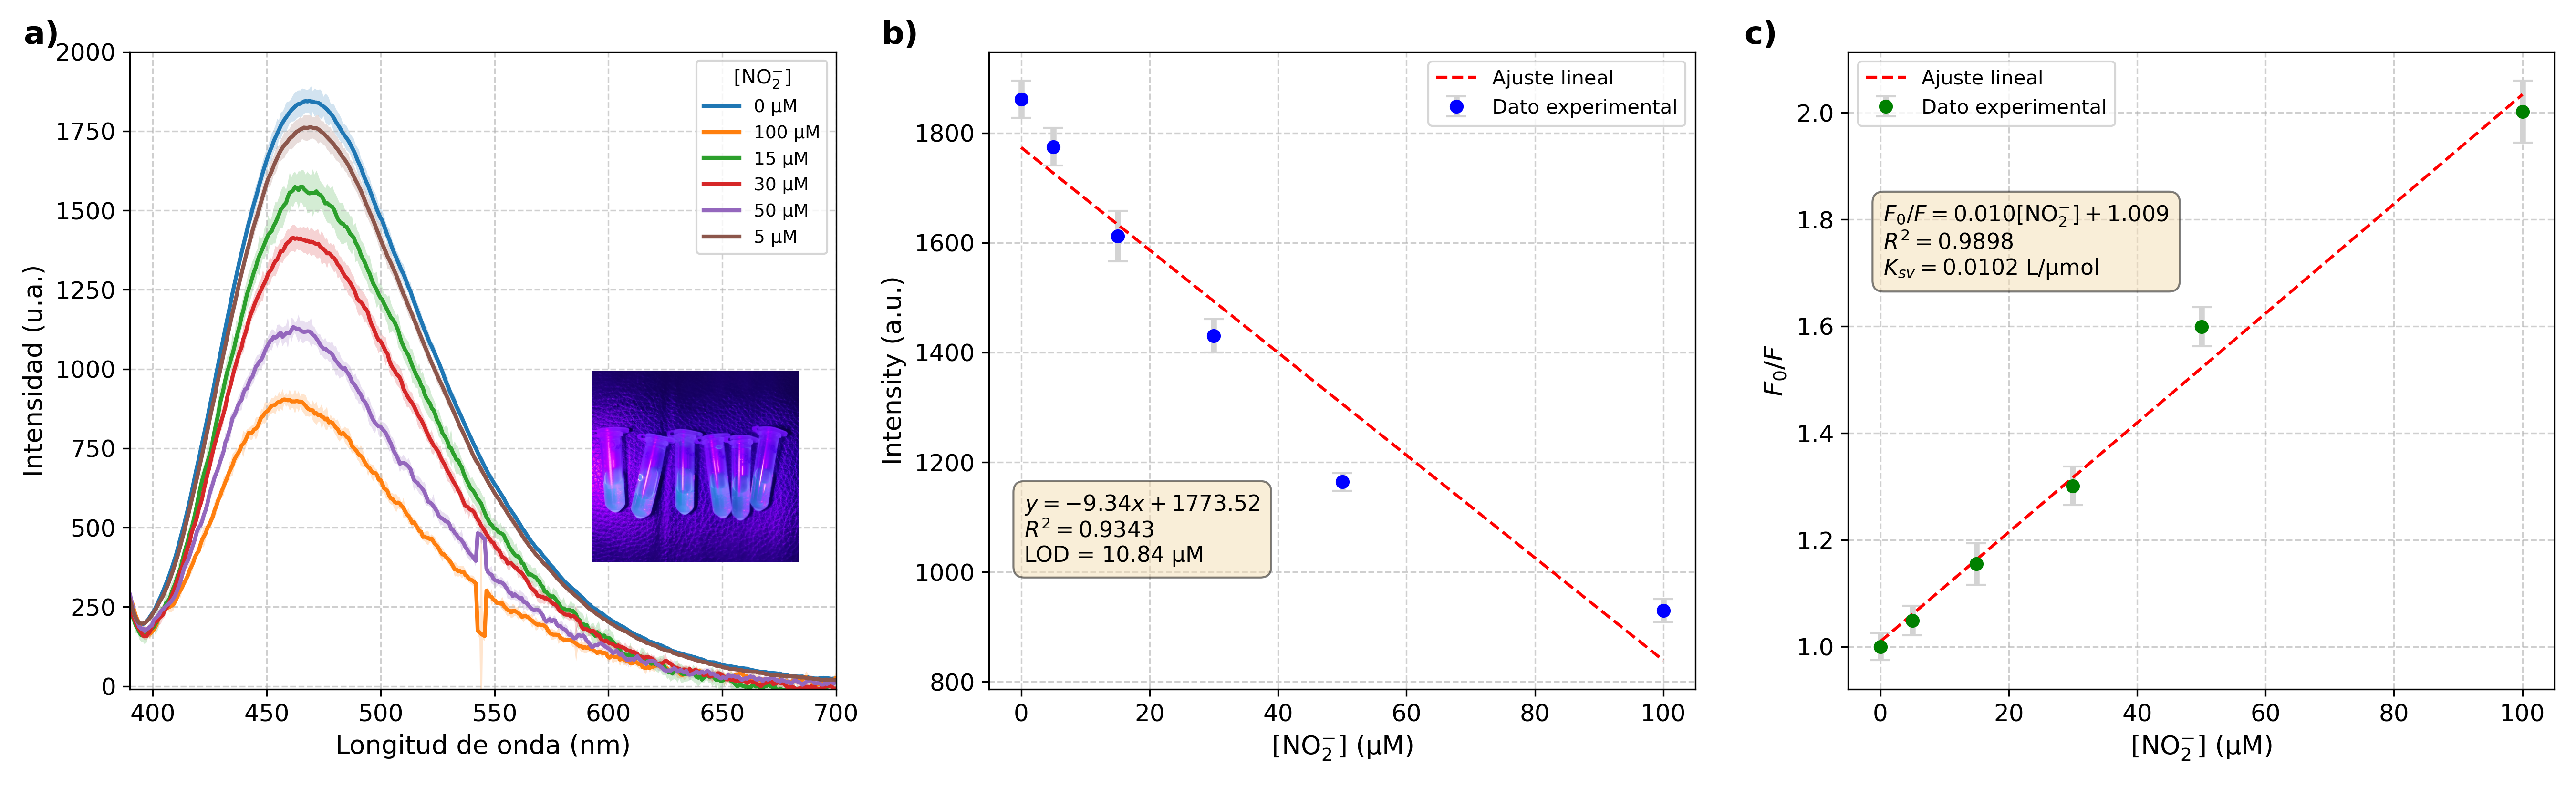 a)
2000
1750
1500
1250
1000
750
500
250
0
Intensidad (u.a.)
400 450 500 550 600 650 700
Longitud de onda (nm)
[NO₂⁻]
0 µM
100 µM
15 µM
30 µM
50 µM
5 µM
b)
1800
1600
1400
1200
1000
800
Intensity (a.u.)
0 20 40 60 80 100
[NO₂⁻] (µM)
Ajuste lineal
Dato experimental
y = −9.34x + 1773.52
R² = 0.9343
LOD = 10.84 µM
c)
2.0
1.8
1.6
1.4
1.2
1.0
F₀/F
0 20 40 60 80 100
[NO₂⁻] (µM)
Ajuste lineal
Dato experimental
F₀/F = 0.010[NO₂⁻] + 1.009
R² = 0.9898
Kₛᵥ = 0.0102 L/µmol